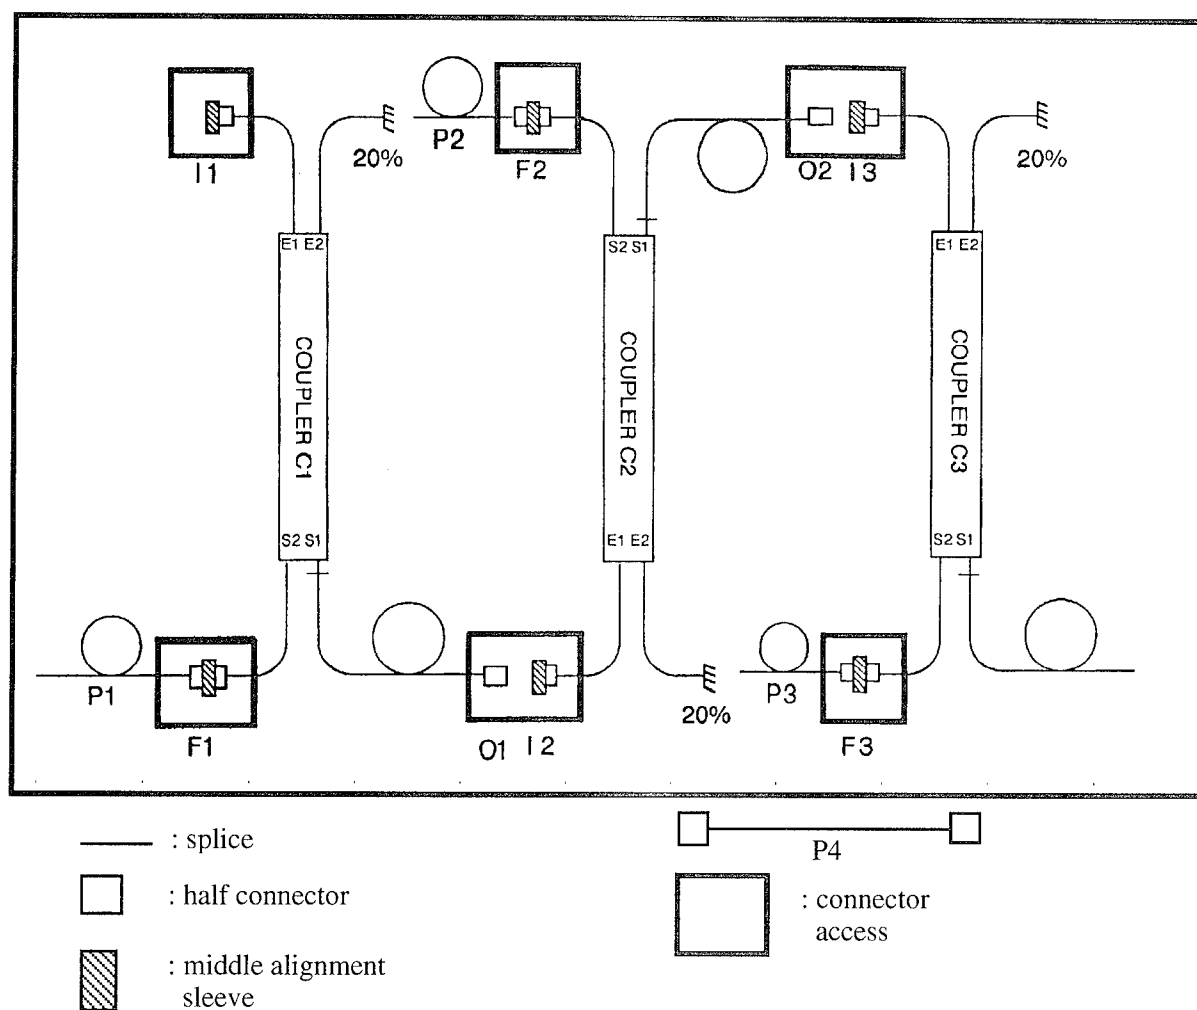 I1
20%
P2
F2
O2 I3
20%
E1 E2
S2 S1
E1 E2
COUPLER C1
COUPLER C2
COUPLER C3
S2 S1
E1 E2
S2 S1
P1
F1
O1 I2
20%
P3
F3
: splice
: half connector
: middle alignment
sleeve
P4
: connector
access